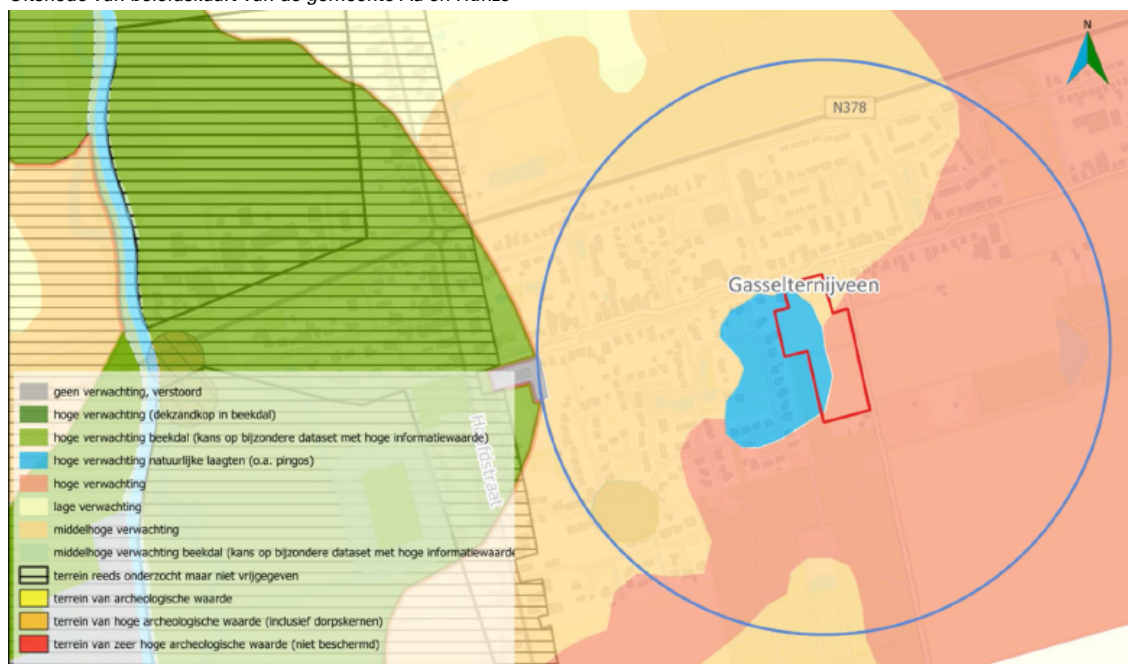 Uitsnede van beleidskaart van de gemeente Aa en Hunze
N
N378
Gasselternijveen
Hoofdstraat
geen verwachting, verstoord
hoge verwachting (dekzandkop in beekdal)
hoge verwachting beekdal (kans op bijzondere dataset met hoge informatiewaarde)
hoge verwachting natuurlijke laagten (o.a. pingos)
hoge verwachting
lage verwachting
middelhoge verwachting
middelhoge verwachting beekdal (kans op bijzondere dataset met hoge informatiewaarde
terrein reeds onderzocht maar niet vrijgegeven
terrein van archeologische waarde
terrein van hoge archeologische waarde (inclusief dorpskernen)
terrein van zeer hoge archeologische waarde (niet beschermd)